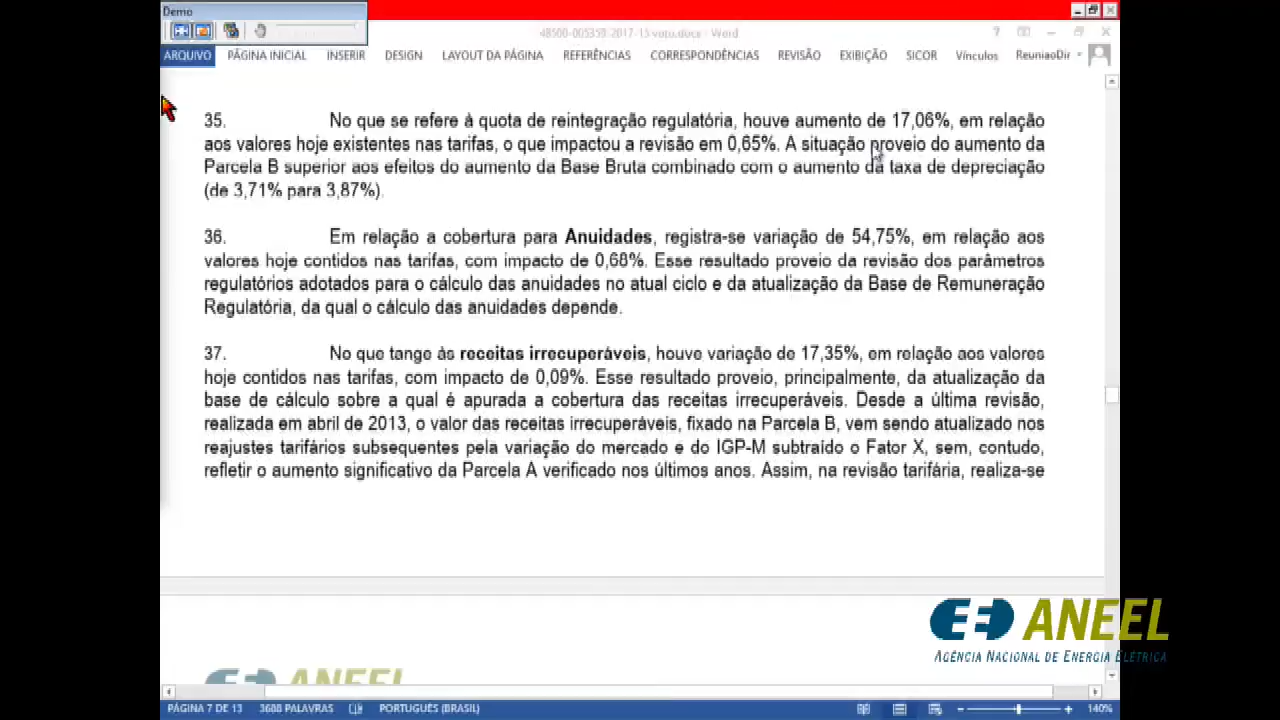 Demo
48500-005355-2017-15 voto.docx - Word
ARQUIVO PÁGINA INICIAL INSERIR DESIGN LAYOUT DA PÁGINA REFERÊNCIAS CORRESPONDÊNCIAS REVISÃO EXIBIÇÃO SICOR Vínculos ReuniaoDir
35. No que se refere à quota de reintegração regulatória, houve aumento de 17,06%, em relação
aos valores hoje existentes nas tarifas, o que impactou a revisão em 0,65%. A situação proveio do aumento da
Parcela B superior aos efeitos do aumento da Base Bruta combinado com o aumento da taxa de depreciação
(de 3,71% para 3,87%).
36. Em relação a cobertura para Anuidades, registra-se variação de 54,75%, em relação aos
valores hoje contidos nas tarifas, com impacto de 0,68%. Esse resultado proveio da revisão dos parâmetros
regulatórios adotados para o cálculo das anuidades no atual ciclo e da atualização da Base de Remuneração
Regulatória, da qual o cálculo das anuidades depende.
37. No que tange às receitas irrecuperáveis, houve variação de 17,35%, em relação aos valores
hoje contidos nas tarifas, com impacto de 0,09%. Esse resultado proveio, principalmente, da atualização da
base de cálculo sobre a qual é apurada a cobertura das receitas irrecuperáveis. Desde a última revisão,
realizada em abril de 2013, o valor das receitas irrecuperáveis, fixado na Parcela B, vem sendo atualizado nos
reajustes tarifários subsequentes pela variação do mercado e do IGP-M subtraído o Fator X, sem, contudo,
refletir o aumento significativo da Parcela A verificado nos últimos anos. Assim, na revisão tarifária, realiza-se
ANEEL
AGÊNCIA NACIONAL DE ENERGIA ELÉTRICA
ANEEL
PÁGINA 7 DE 13 3688 PALAVRAS PORTUGUÊS (BRASIL) 140%